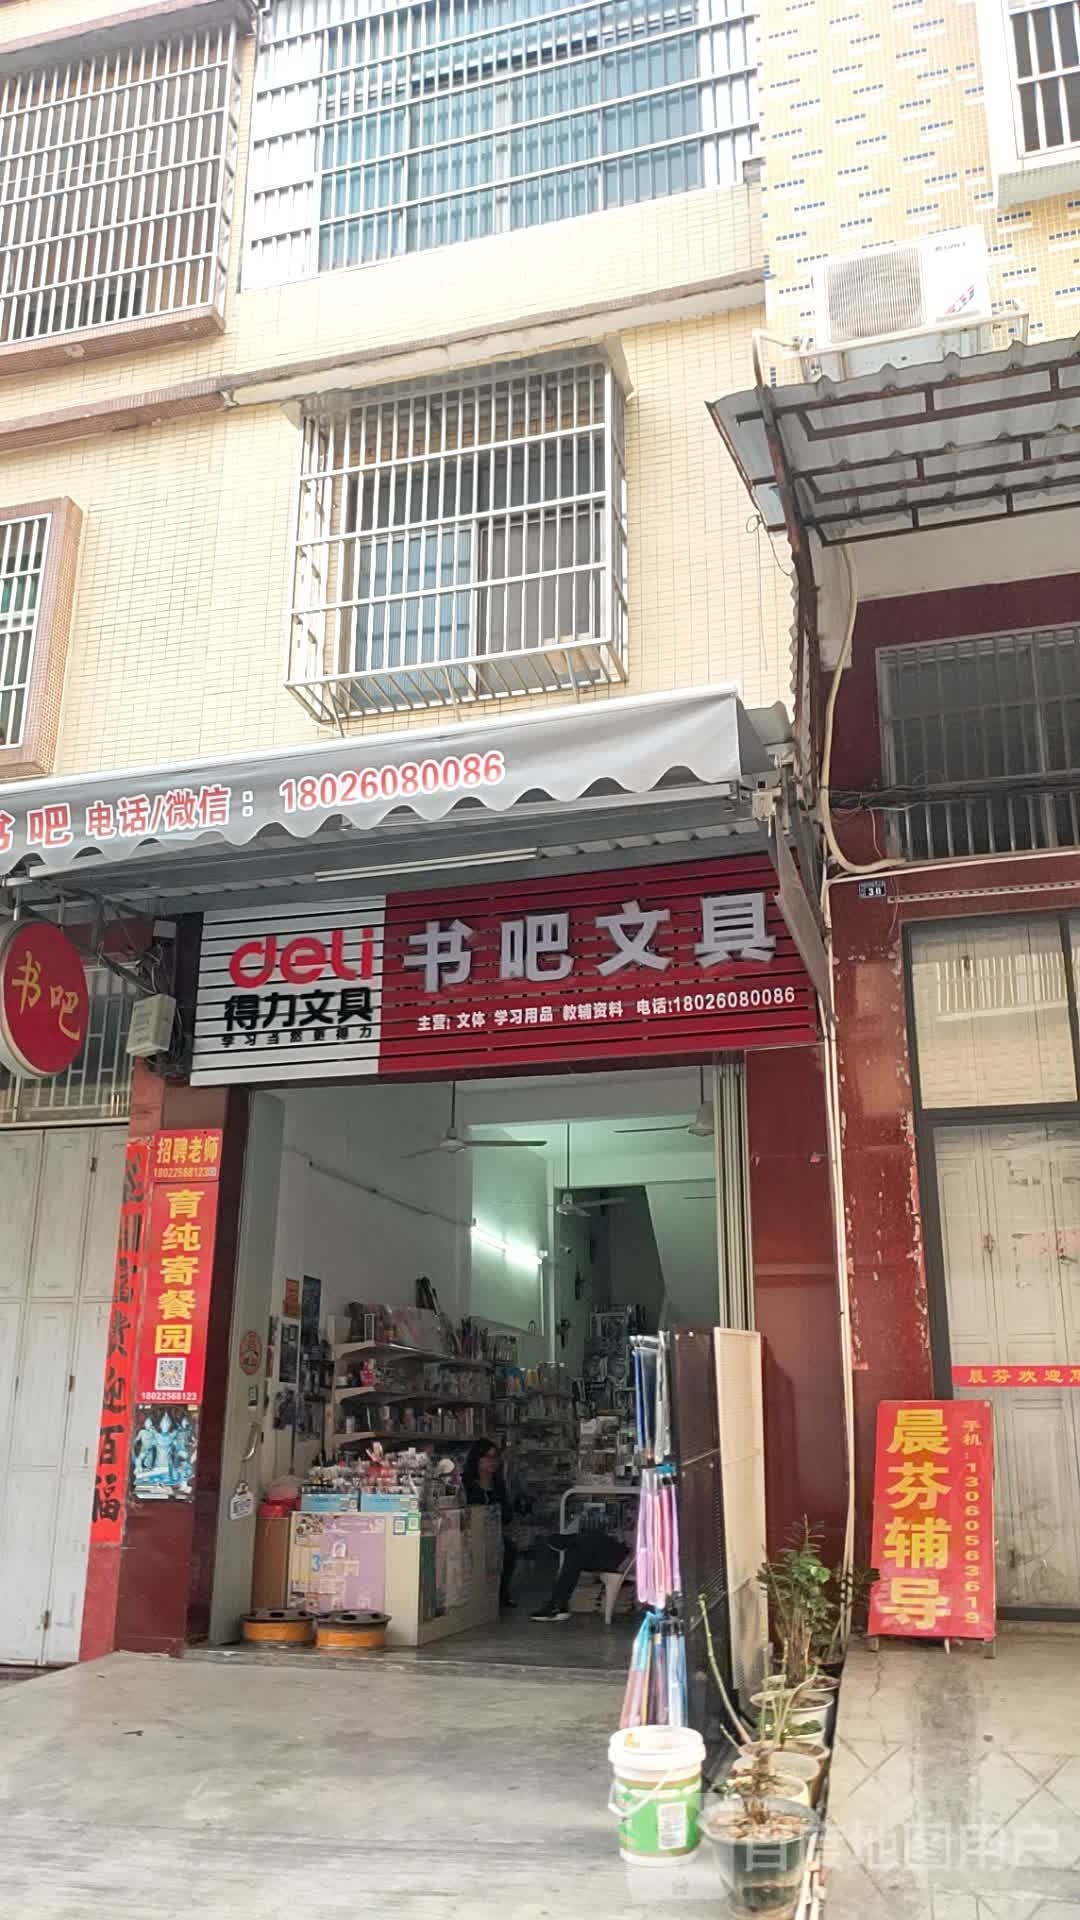 吧 电话/微信：18026080086
书吧
deli
得力文具
学习当然更得力
书吧文具
主营：文体 学习用品 教辅资料 电话：18026080086
招聘老师
18022568123
育纯寄餐园
18022568123
贵迎百福
晨芬欢迎
晨芬辅导
手机：13060563619
30
百度地图用户